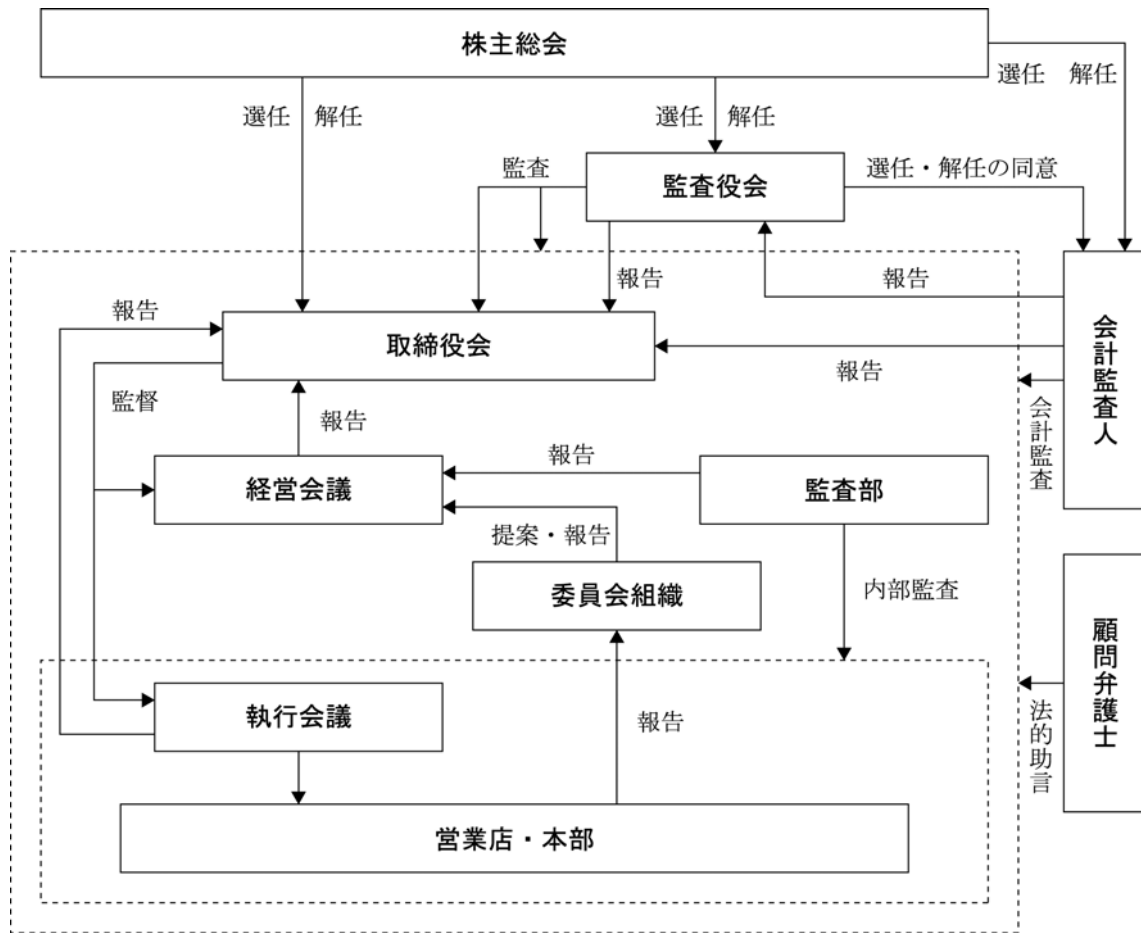 株主総会
選任 解任
選任 解任
選任 解任
監査
監査役会
選任・解任の同意
報告
報告
報告
取締役会
報告
会計監査人
監督
報告
会計監査
経営会議
報告
監査部
提案・報告
委員会組織
内部監査
顧問弁護士
執行会議
報告
法的助言
営業店・本部